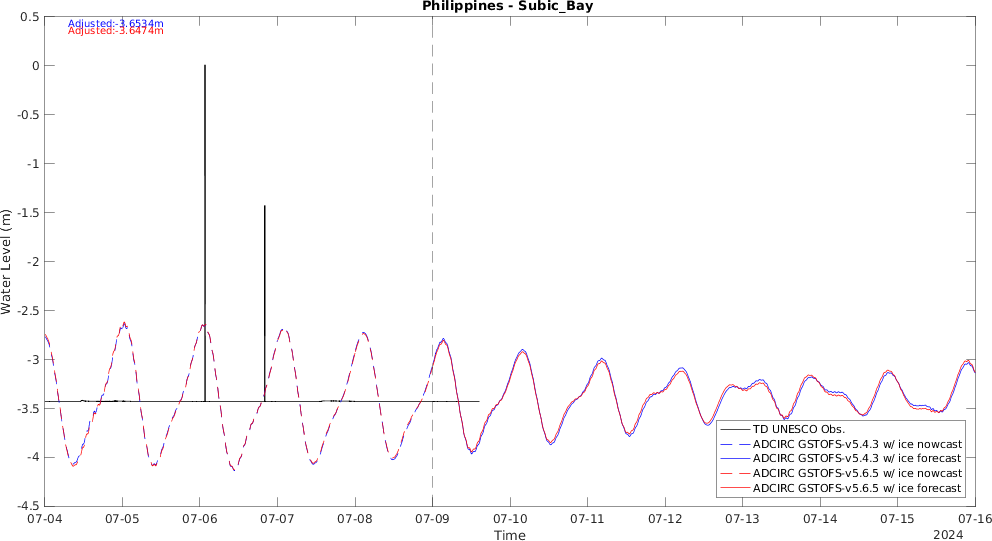 Philippines - Subic_Bay
Adjusted:-3.6534m
Adjusted:-3.6474m
0.5
0
-0.5
-1
-1.5
-2
-2.5
-3
-3.5
-4
-4.5
Water Level (m)
TD UNESCO Obs.
ADCIRC GSTOFS-v5.4.3 w/ ice nowcast
ADCIRC GSTOFS-v5.4.3 w/ ice forecast
ADCIRC GSTOFS-v5.6.5 w/ ice nowcast
ADCIRC GSTOFS-v5.6.5 w/ ice forecast
07-04 07-05 07-06 07-07 07-08 07-09 07-10 07-11 07-12 07-13 07-14 07-15 07-16
Time
2024